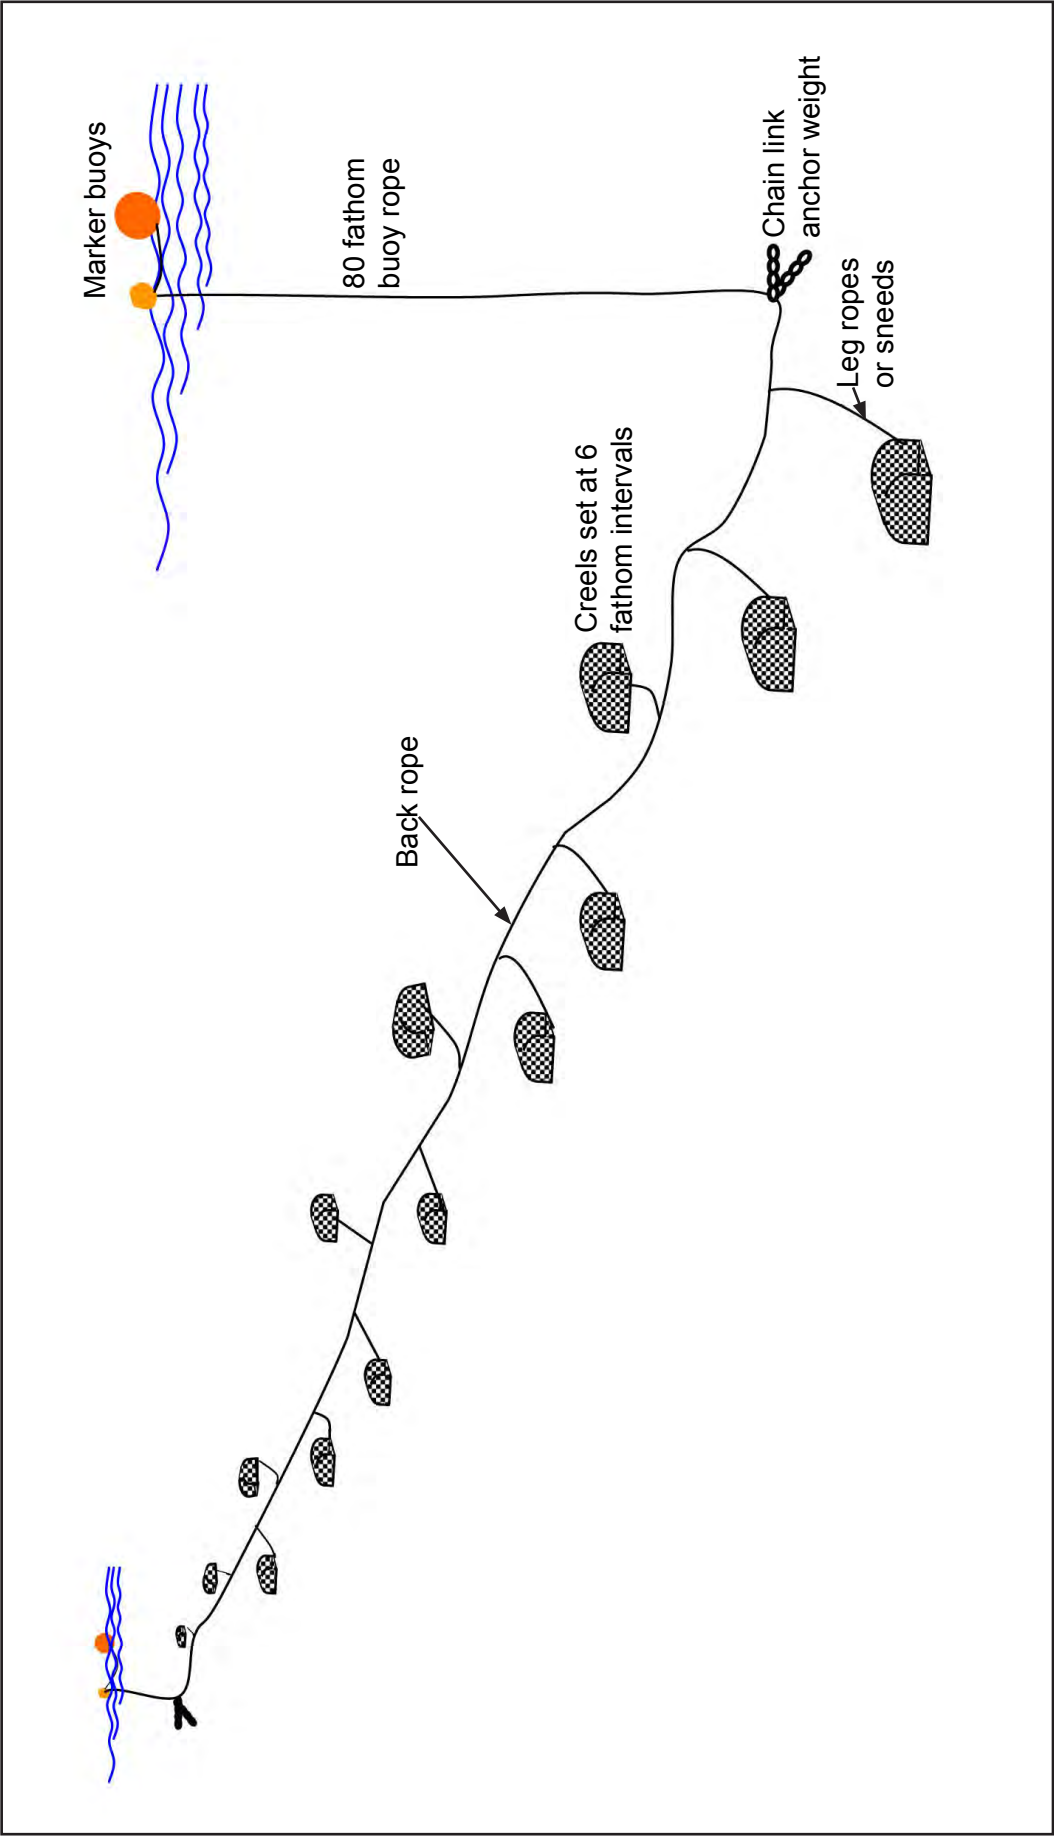 Marker buoys
80 fathom
buoy rope
Chain link
anchor weight
Leg ropes
or sneeds
Creels set at 6
fathom intervals
Back rope